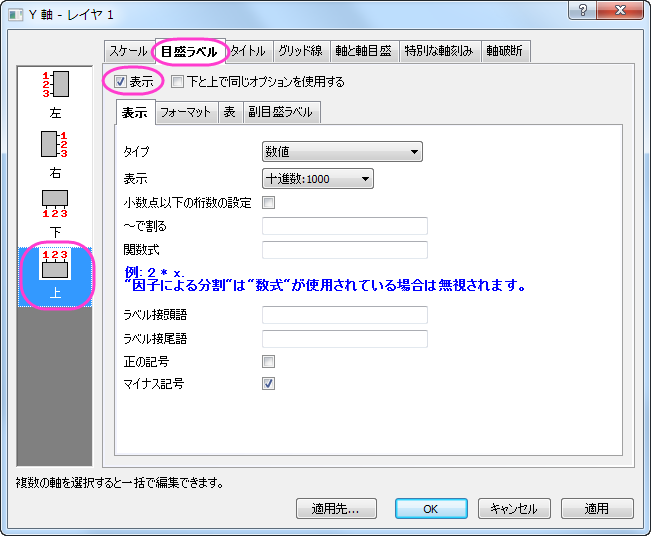 Y 軸 - レイヤ 1
スケール 目盛ラベル タイトル グリッド線 軸と軸目盛 特別な軸刻み 軸破断
表示 下と上で同じオプションを使用する
表示 フォーマット 表 副目盛ラベル
1
2
3
左
1
2
3
右
1 2 3
下
1 2 3
上
タイプ 数値
表示 十進数:1000
小数点以下の桁数の設定
～で割る
関数式
例: 2 * x.
"因子による分割"は"数式"が使用されている場合は無視されます。
ラベル接頭語
ラベル接尾語
正の記号
マイナス記号
複数の軸を選択すると一括で編集できます。
適用先... OK キャンセル 適用